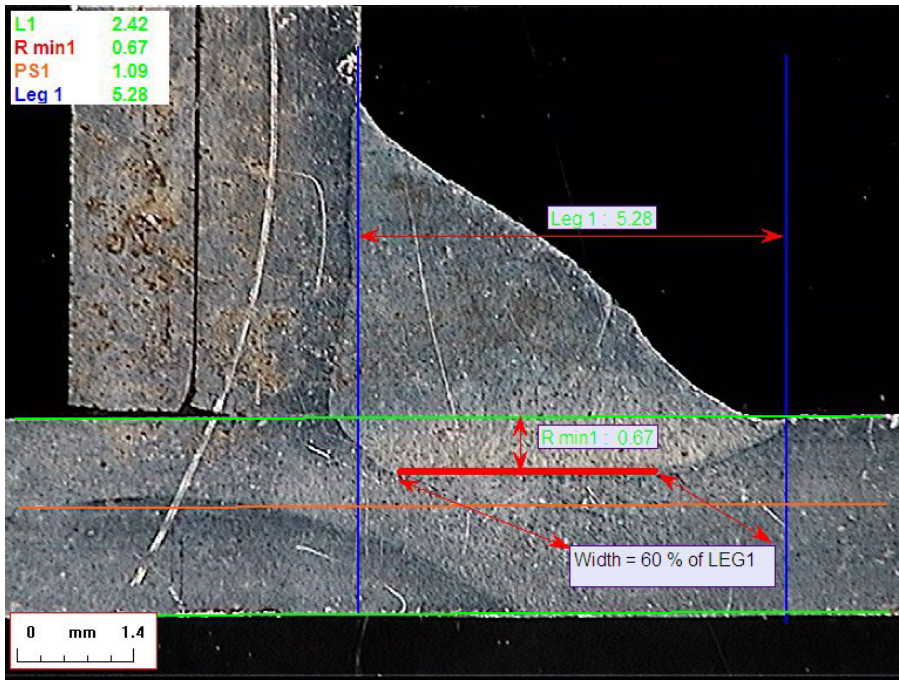 L1 2.42
R min1 0.67
PS1 1.09
Leg 1 5.28
Leg 1 : 5.28
R min1 : 0.67
Width = 60 % of LEG1
0 mm 1.4